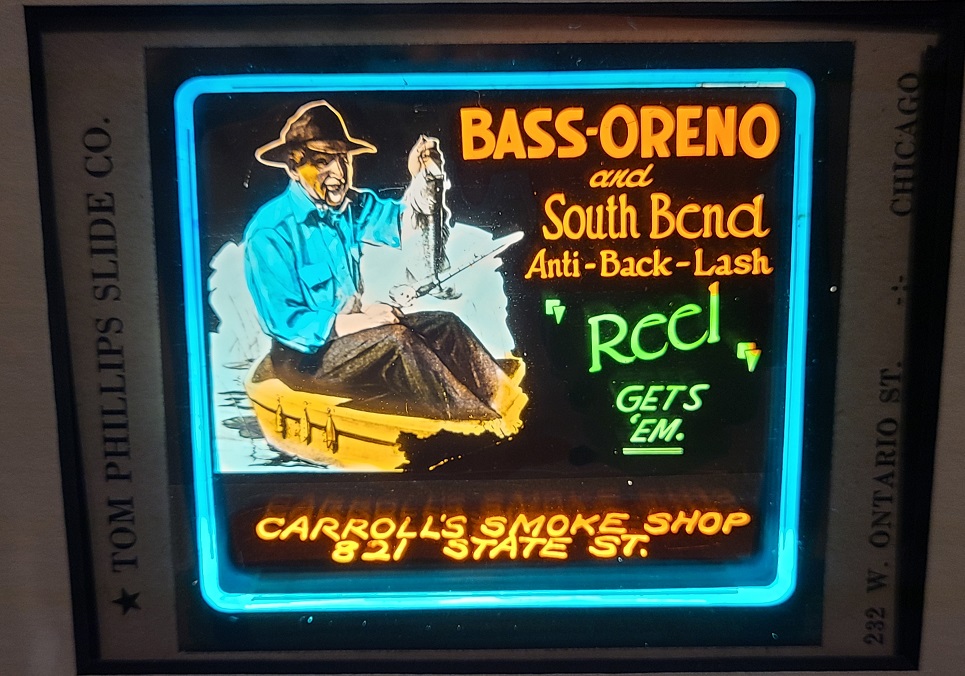 BASS-ORENO
and
South Bend
Anti-Back-Lash
"Reel"
GETS
'EM.
CARROLL'S SMOKE SHOP
821 STATE ST.
★ TOM PHILLIPS SLIDE CO.
232 W. ONTARIO ST. -:- CHICAGO